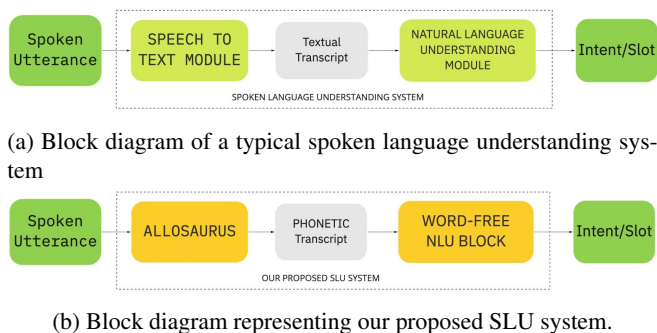 Spoken
Utterance
SPEECH TO
TEXT MODULE
Textual
Transcript
NATURAL LANGUAGE
UNDERSTANDING
MODULE
Intent/Slot
SPOKEN LANGUAGE UNDERSTANDING SYSTEM
(a) Block diagram of a typical spoken language understanding sys-
tem
Spoken
Utterance
ALLOSAURUS
PHONETIC
Transcript
WORD-FREE
NLU BLOCK
Intent/Slot
OUR PROPOSED SLU SYSTEM
(b) Block diagram representing our proposed SLU system.